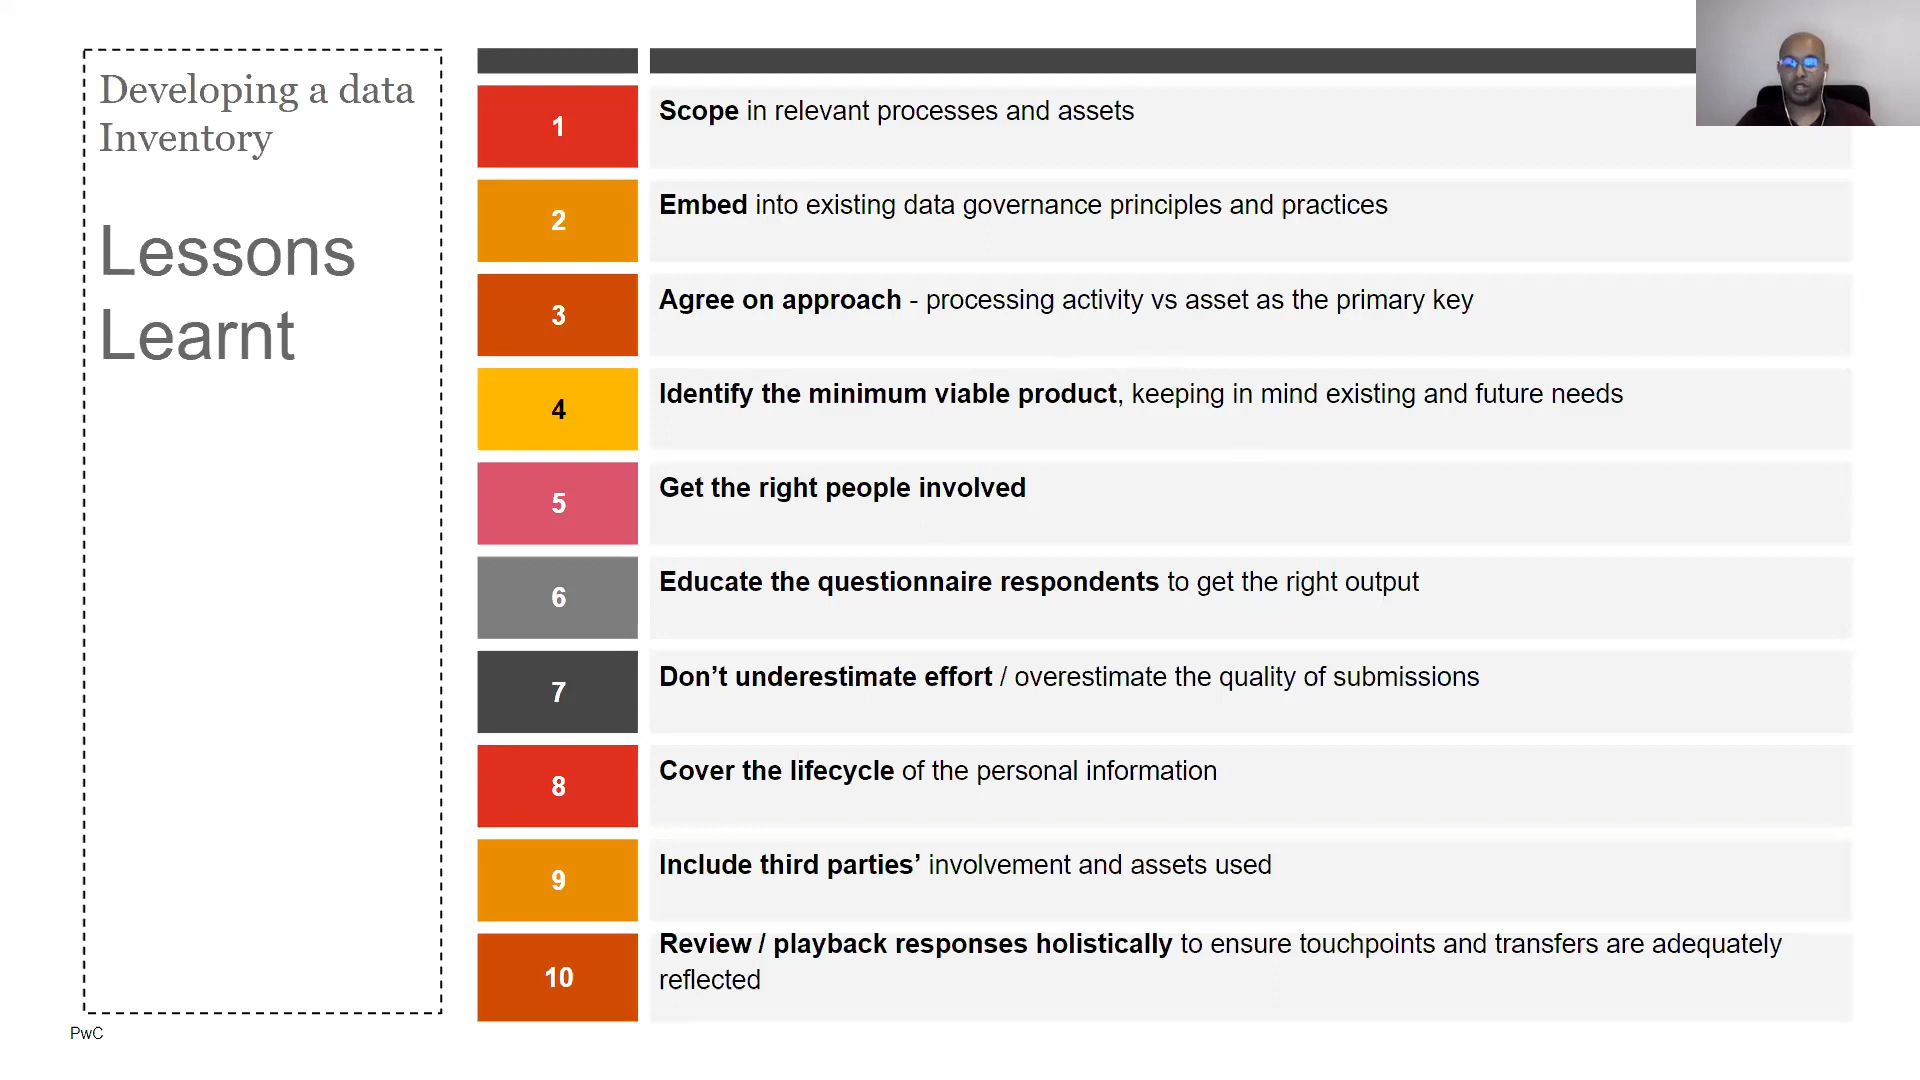 Developing a data
Inventory
Lessons
Learnt
1
Scope in relevant processes and assets
2
Embed into existing data governance principles and practices
3
Agree on approach - processing activity vs asset as the primary key
4
Identify the minimum viable product, keeping in mind existing and future needs
5
Get the right people involved
6
Educate the questionnaire respondents to get the right output
7
Don’t underestimate effort / overestimate the quality of submissions
8
Cover the lifecycle of the personal information
9
Include third parties’ involvement and assets used
10
Review / playback responses holistically to ensure touchpoints and transfers are adequately
reflected
PwC